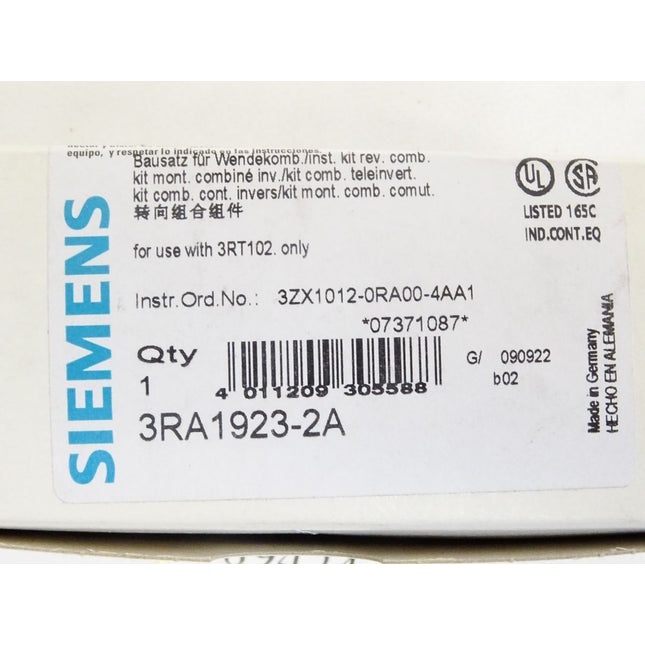 equipo, y respetar lo indicado en las instrucciones.
Bausatz für Wendekomb./inst. kit rev. comb.
kit mont. combiné inv./kit comb. teleinvert.
kit comb. cont. invers/kit mont. comb. comut.
转向组合组件
for use with 3RT102. only
Instr.Ord.No.: 3ZX1012-0RA00-4AA1
*07371087*
Qty
1
4 011209 305588
G/ 090922
b02
3RA1923-2A
SIEMENS
UL
SA
LISTED 165C
IND.CONT.EQ
Made in Germany
HECHO EN ALEMANIA